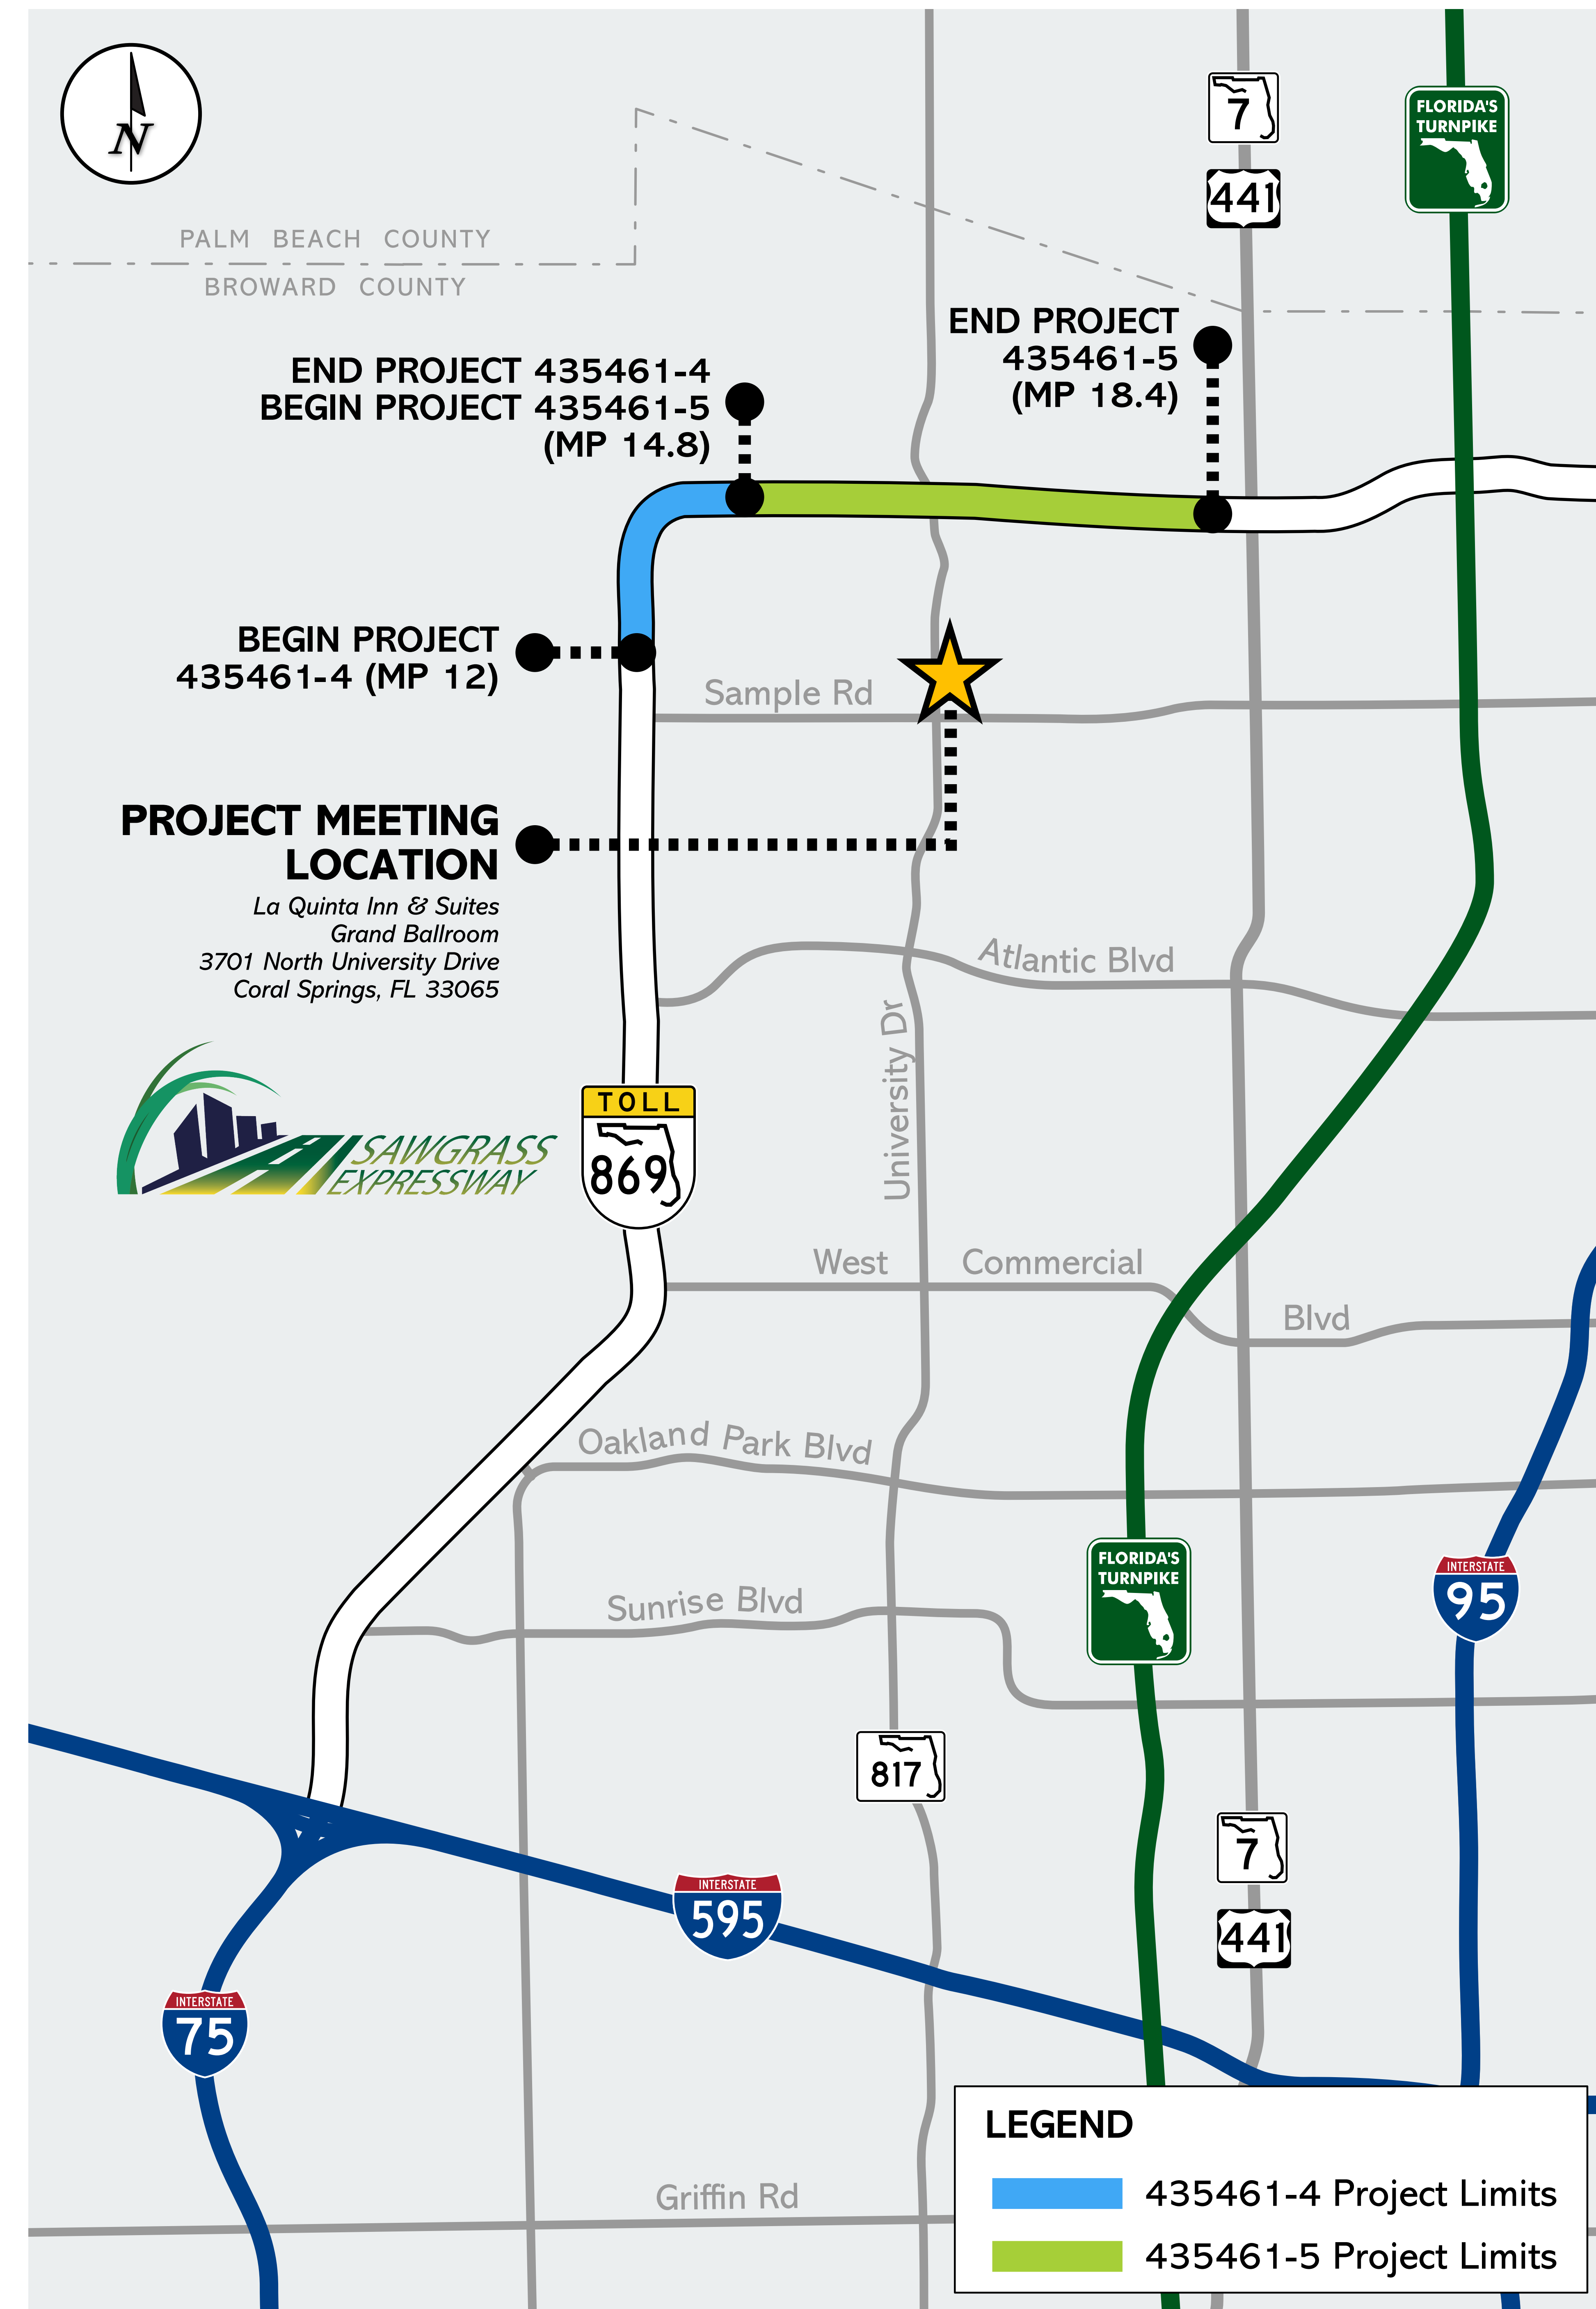 N
7
FLORIDA'S
TURNPIKE
441
PALM BEACH COUNTY
BROWARD COUNTY
END PROJECT
435461-5
(MP 18.4)
END PROJECT 435461-4
BEGIN PROJECT 435461-5
(MP 14.8)
BEGIN PROJECT
435461-4 (MP 12)
Sample Rd
PROJECT MEETING
LOCATION
La Quinta Inn & Suites
Grand Ballroom
3701 North University Drive
Coral Springs, FL 33065
Atlantic Blvd
University Dr
SAWGRASS
EXPRESSWAY
TOLL
869
West Commercial
Blvd
Oakland Park Blvd
FLORIDA'S
TURNPIKE
INTERSTATE
95
Sunrise Blvd
817
7
INTERSTATE
595
441
INTERSTATE
75
Griffin Rd
LEGEND
435461-4 Project Limits
435461-5 Project Limits